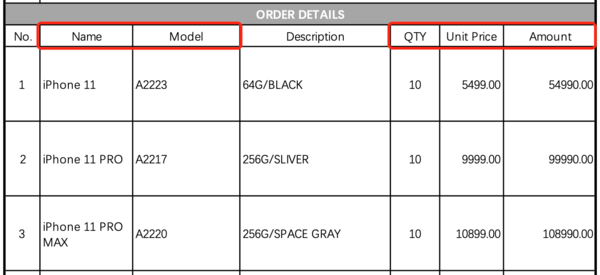 ORDER DETAILS
No. Name Model Description QTY Unit Price Amount
1 iPhone 11 A2223 64G/BLACK 10 5499.00 54990.00
2 iPhone 11 PRO A2217 256G/SLIVER 10 9999.00 99990.00
3 iPhone 11 PRO MAX A2220 256G/SPACE GRAY 10 10899.00 108990.00